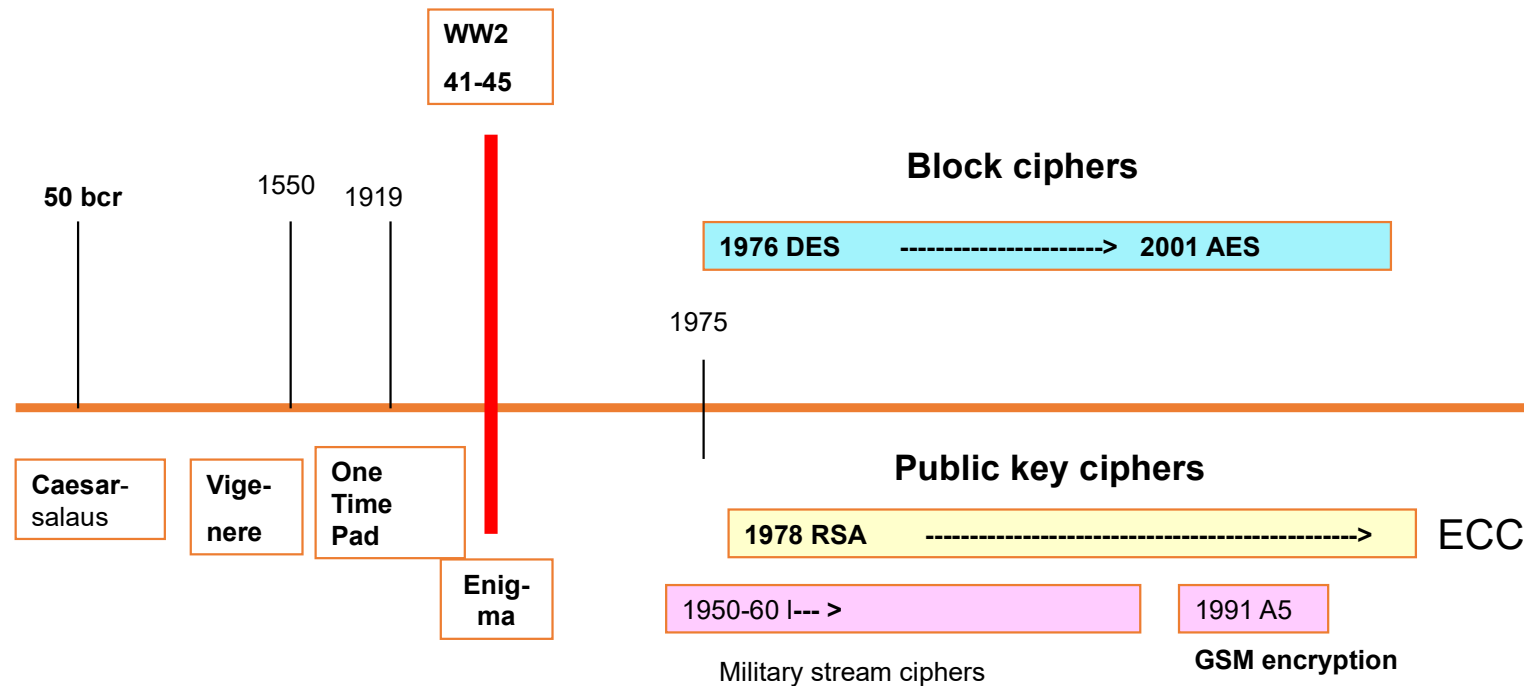 WW2
41-45
50 bcr
1550
1919
Block ciphers
1976 DES -----------------------> 2001 AES
1975
Caesar-
salaus
Vige-
nere
One
Time
Pad
Enig-
ma
Public key ciphers
1978 RSA -------------------------------------------------> ECC
1950-60 l--- >
1991 A5
Military stream ciphers
GSM encryption